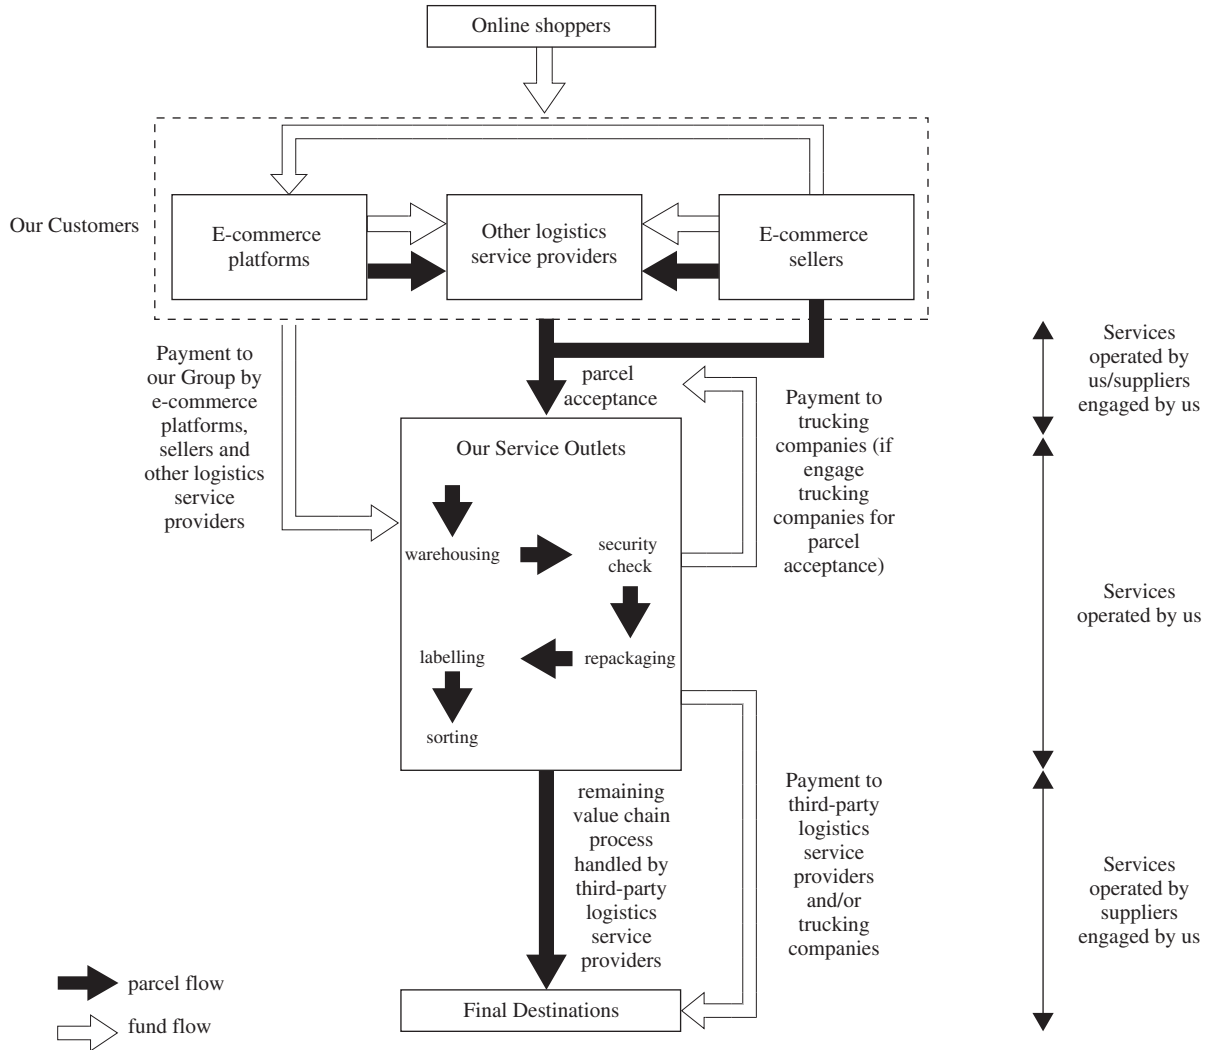 Online shoppers
Our Customers
E-commerce
platforms
Other logistics
service providers
E-commerce
sellers
Payment to
our Group by
e-commerce
platforms,
sellers and
other logistics
service
providers
parcel
acceptance
Payment to
trucking
companies (if
engage
trucking
companies for
parcel
acceptance)
Services
operated by
us/suppliers
engaged by us
Our Service Outlets
warehousing
security
check
repackaging
labelling
sorting
Services
operated by us
remaining
value chain
process
handled by
third-party
logistics
service
providers
Payment to
third-party
logistics
service
providers
and/or
trucking
companies
Services
operated by
suppliers
engaged by us
Final Destinations
parcel flow
fund flow